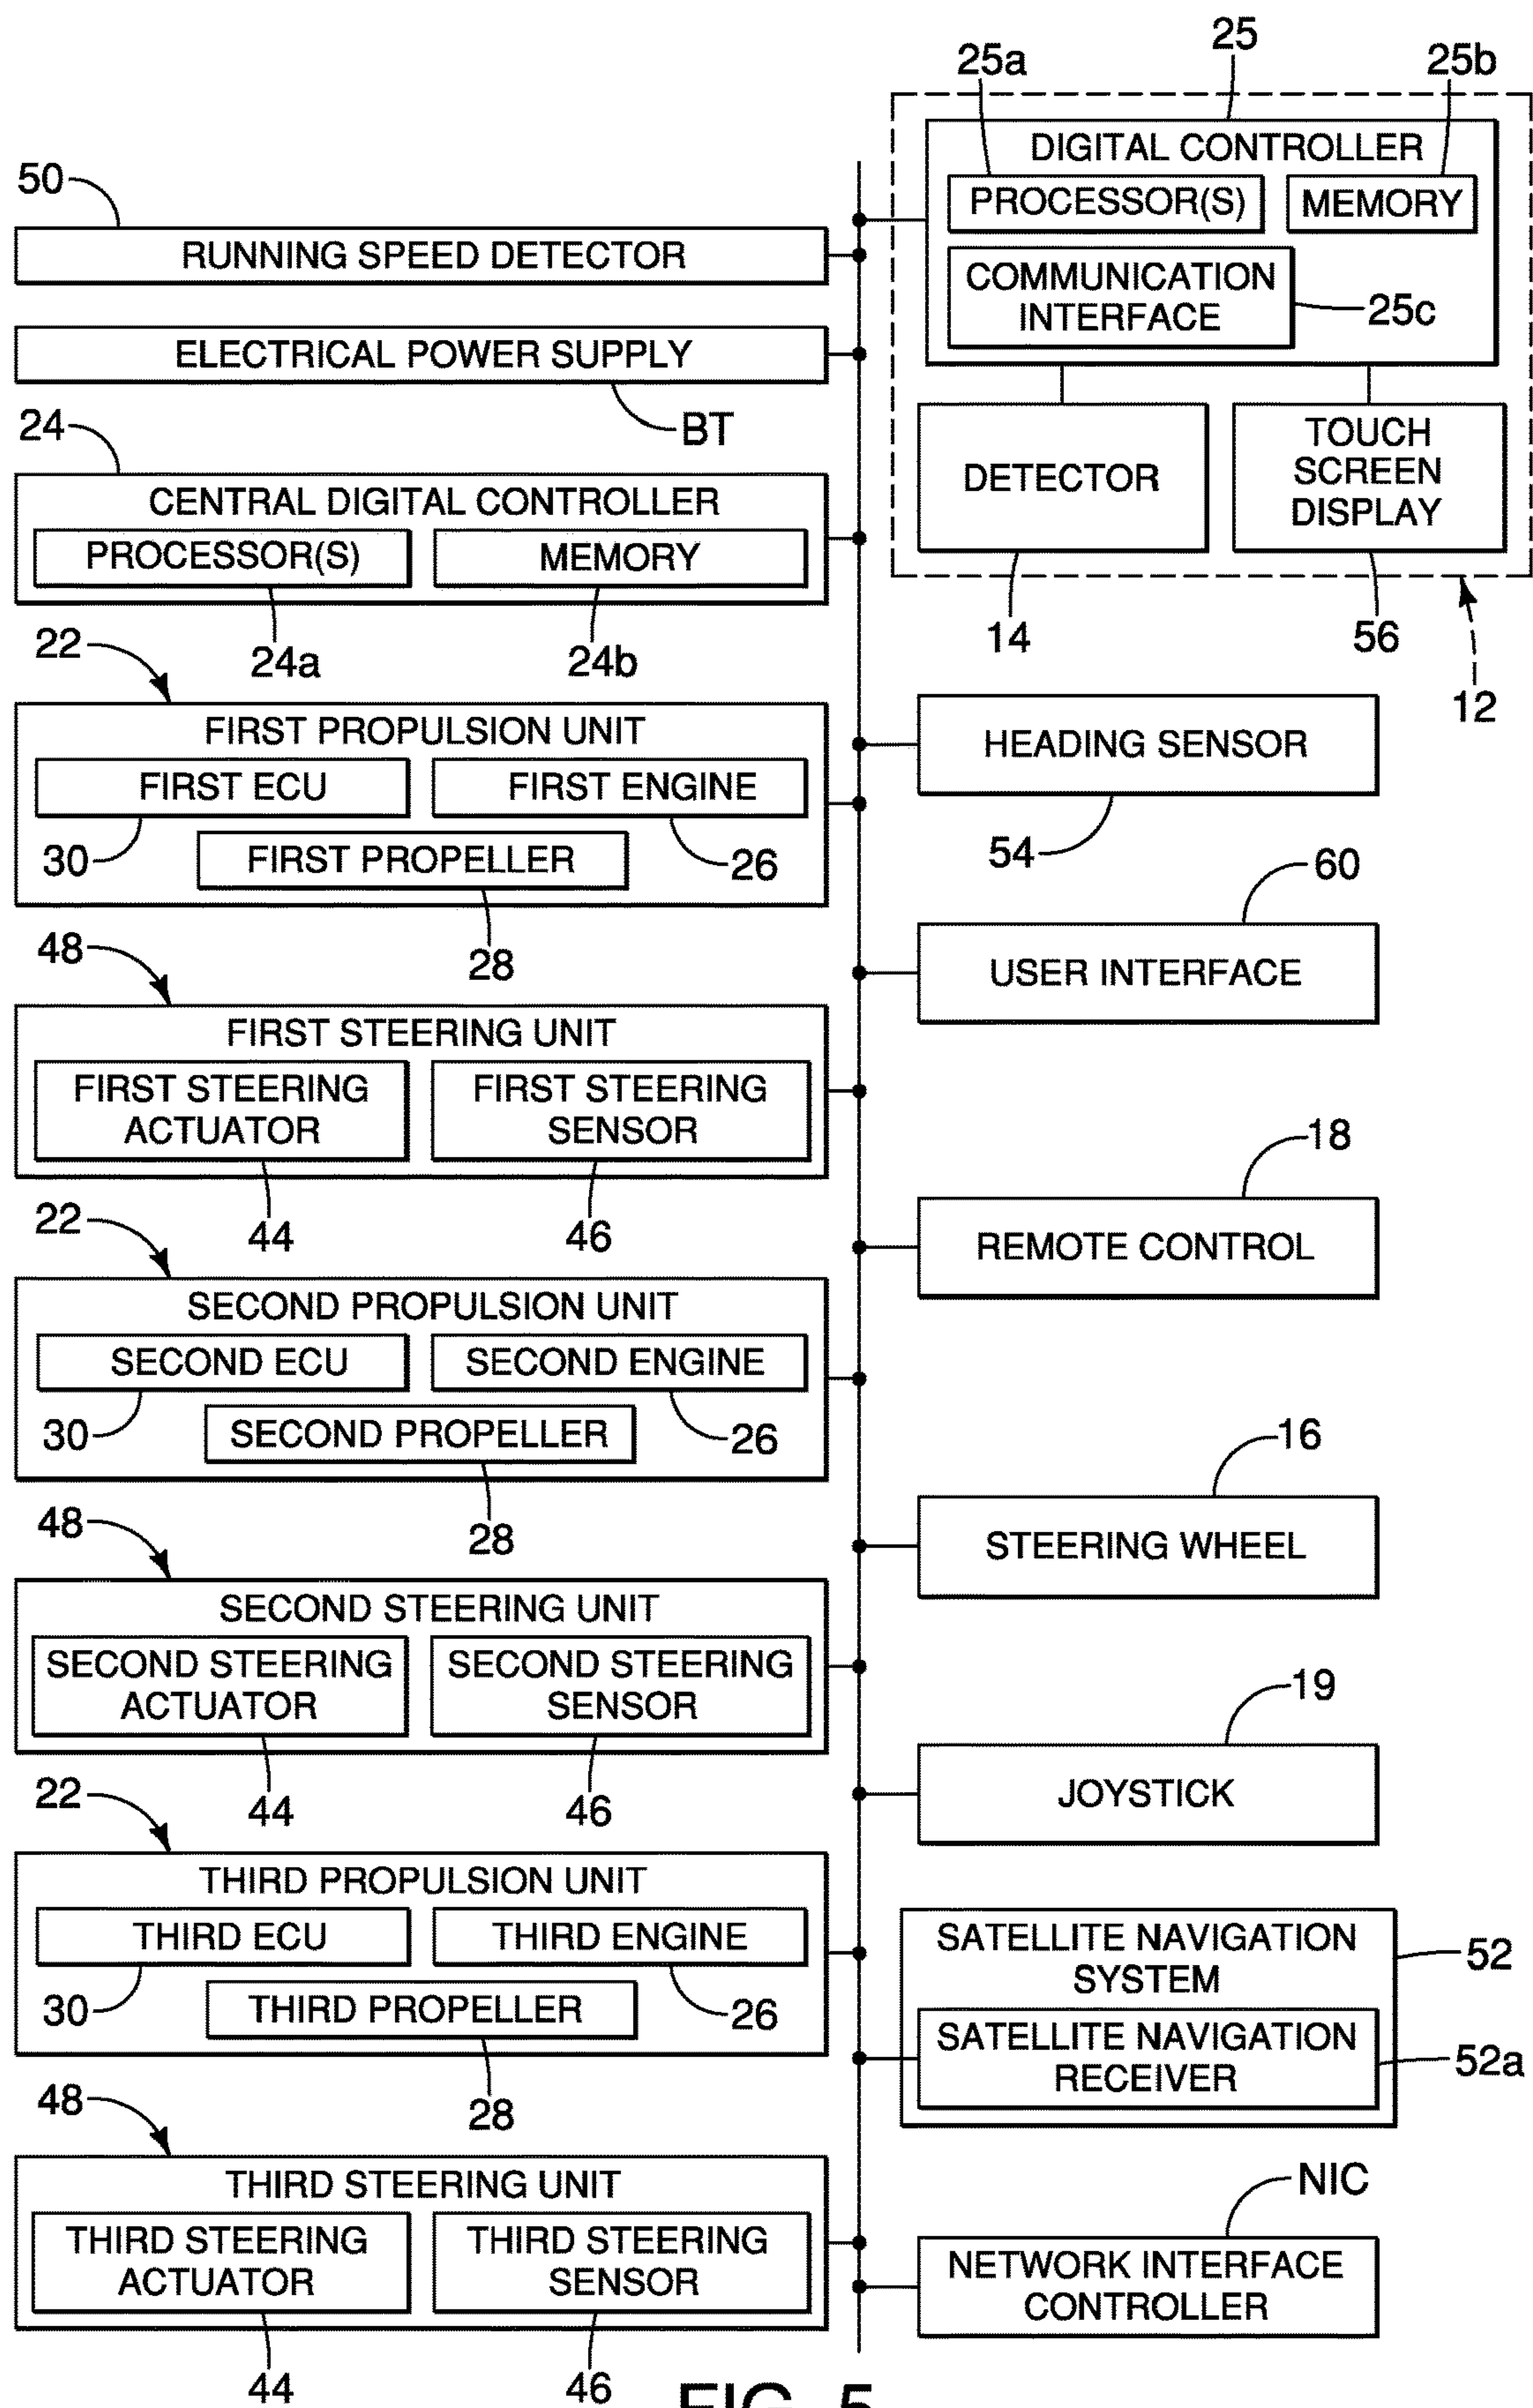 50
RUNNING SPEED DETECTOR
ELECTRICAL POWER SUPPLY
BT
24
CENTRAL DIGITAL CONTROLLER
PROCESSOR(S)
MEMORY
24a
24b
22
FIRST PROPULSION UNIT
FIRST ECU
FIRST ENGINE
30
FIRST PROPELLER
26
28
48
FIRST STEERING UNIT
FIRST STEERING
ACTUATOR
FIRST STEERING
SENSOR
44
46
22
SECOND PROPULSION UNIT
SECOND ECU
SECOND ENGINE
30
SECOND PROPELLER
26
28
48
SECOND STEERING UNIT
SECOND STEERING
ACTUATOR
SECOND STEERING
SENSOR
44
46
22
THIRD PROPULSION UNIT
THIRD ECU
THIRD ENGINE
30
THIRD PROPELLER
26
28
48
THIRD STEERING UNIT
THIRD STEERING
ACTUATOR
THIRD STEERING
SENSOR
44
46
25
25a
25b
DIGITAL CONTROLLER
PROCESSOR(S)
MEMORY
COMMUNICATION
INTERFACE
25c
DETECTOR
TOUCH
SCREEN
DISPLAY
14
56
12
HEADING SENSOR
54
60
USER INTERFACE
18
REMOTE CONTROL
16
STEERING WHEEL
19
JOYSTICK
SATELLITE NAVIGATION
SYSTEM
52
SATELLITE NAVIGATION
RECEIVER
52a
NIC
NETWORK INTERFACE
CONTROLLER
FIG. 5